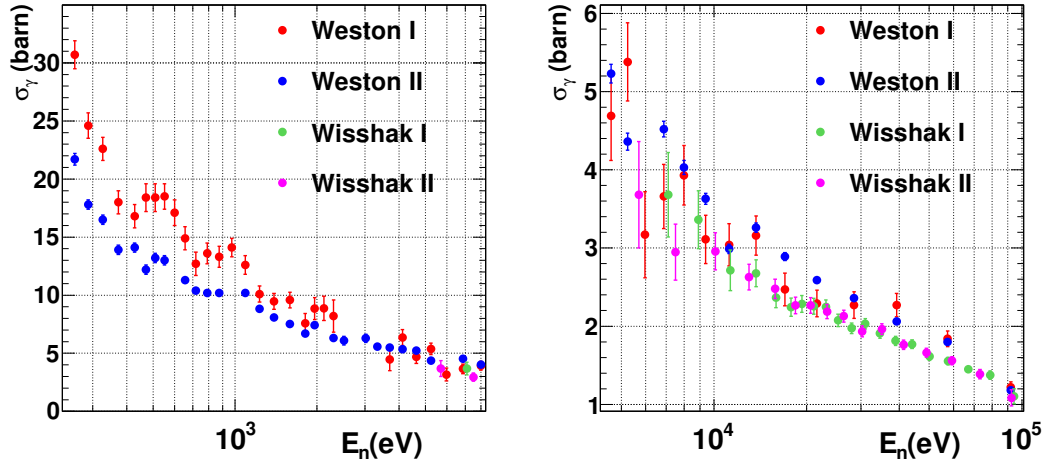 σγ (barn)
30
25
20
15
10
5
0
Weston I
Weston II
Wisshak I
Wisshak II
10³
En(eV)
σγ (barn)
6
5
4
3
2
1
Weston I
Weston II
Wisshak I
Wisshak II
10⁴
En(eV)
10⁵